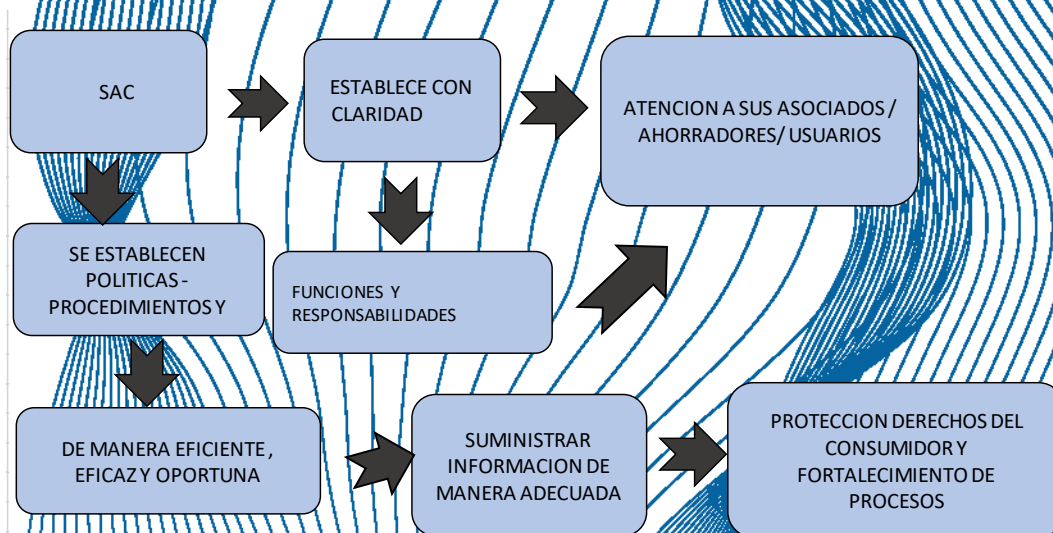 SAC
ESTABLECE CON
CLARIDAD
ATENCION A SUS ASOCIADOS /
AHORRADORES/ USUARIOS
SE ESTABLECEN
POLITICAS -
PROCEDIMIENTOS Y
FUNCIONES Y
RESPONSABILIDADES
DE MANERA EFICIENTE ,
EFICAZ Y OPORTUNA
SUMINISTRAR
INFORMACION DE
MANERA ADECUADA
PROTECCION DERECHOS DEL
CONSUMIDOR Y
FORTALECIMIENTO DE
PROCESOS